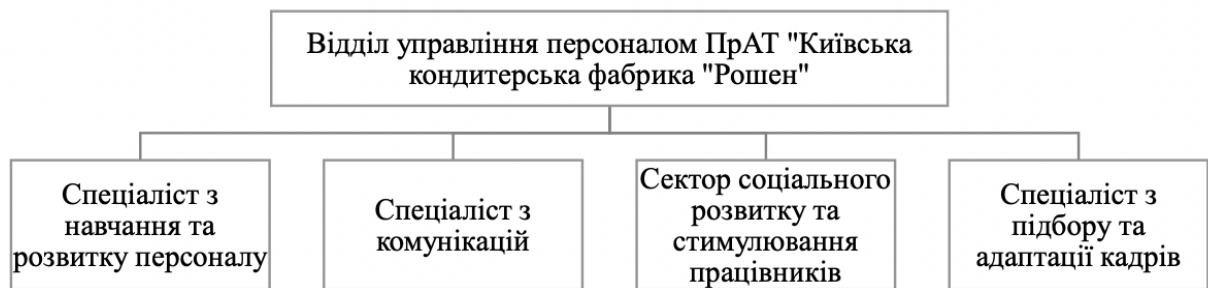 Відділ управління персоналом ПрАТ "Київська
кондитерська фабрика "Рошен"
Спеціаліст з
навчання та
розвитку персоналу
Спеціаліст з
комунікацій
Сектор соціального
розвитку та
стимулювання
працівників
Спеціаліст з
підбору та
адаптації кадрів